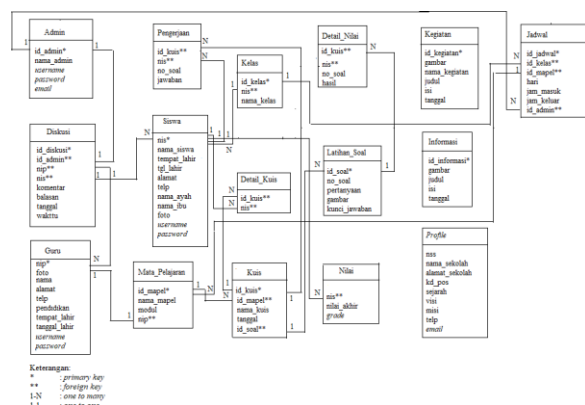 Admin
id_admin*
nama_admin
username
password
email
Pengerjaan
id_kuis**
nis**
no_soal
jawaban
Kelas
id_kelas*
nis**
nama_kelas
Detail_Nilai
id_kuis**
nis**
no_soal
hasil
Kegiatan
id_kegiatan*
gambar
nama_kegiatan
judul
isi
tanggal
Jadwal
id_jadwal*
id_kelas**
id_mapel**
hari
jam_masuk
jam_keluar
id_admin**
Diskusi
id_diskusi*
id_admin**
nip**
nis**
komentar
balasan
tanggal
wakttu
Siswa
nis*
nama_siswa
tempat_lahir
tgl_lahir
alamat
telp
nama_ayah
nama_ibu
foto
username
password
Detail_Kuis
id_kuis**
nis**
Latihan_Soal
id_soal*
no_soal
pertanyaan
gambar
kunci_jawaban
Informasi
id_informasi*
gambar
judul
isi
tanggal
Guru
nip*
foto
nama
alamat
telp
pendidikan
tempat_lahir
tanggal_lahir
username
password
Mata_Pelajaran
id_mapel*
nama_mapel
modul
nip**
Kuis
id_kuis*
id_mapel**
nama_kuis
tanggal
id_soal**
Nilai
nis**
nilai_akhir
grade
Profile
nss
nama_sekolah
alamat_sekolah
kd_pos
sejarah
visi
misi
telp
email
Keterangan:
* : primary key
** : foreign key
1-N : one to many
1-1 : one to one